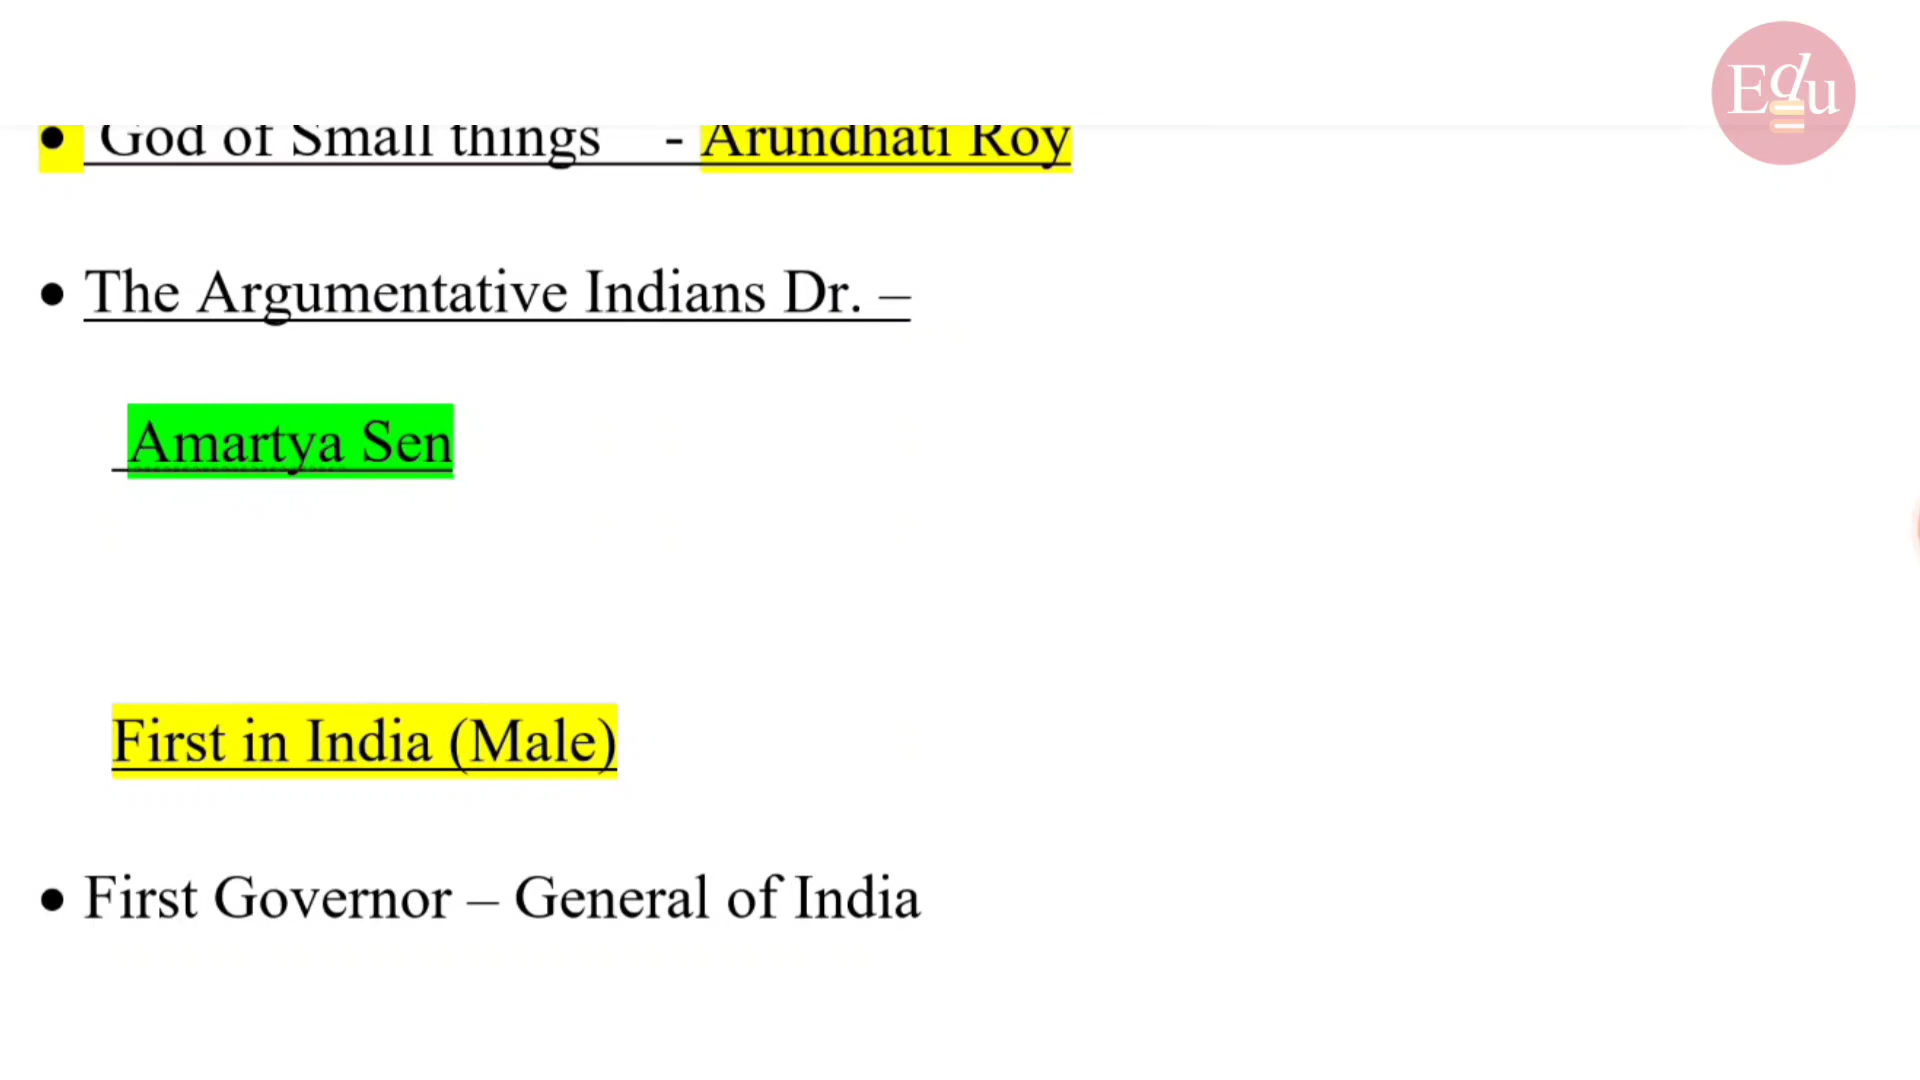 Edu
• God of Small things - Arundhati Roy
• The Argumentative Indians Dr. –
Amartya Sen
First in India (Male)
• First Governor – General of India